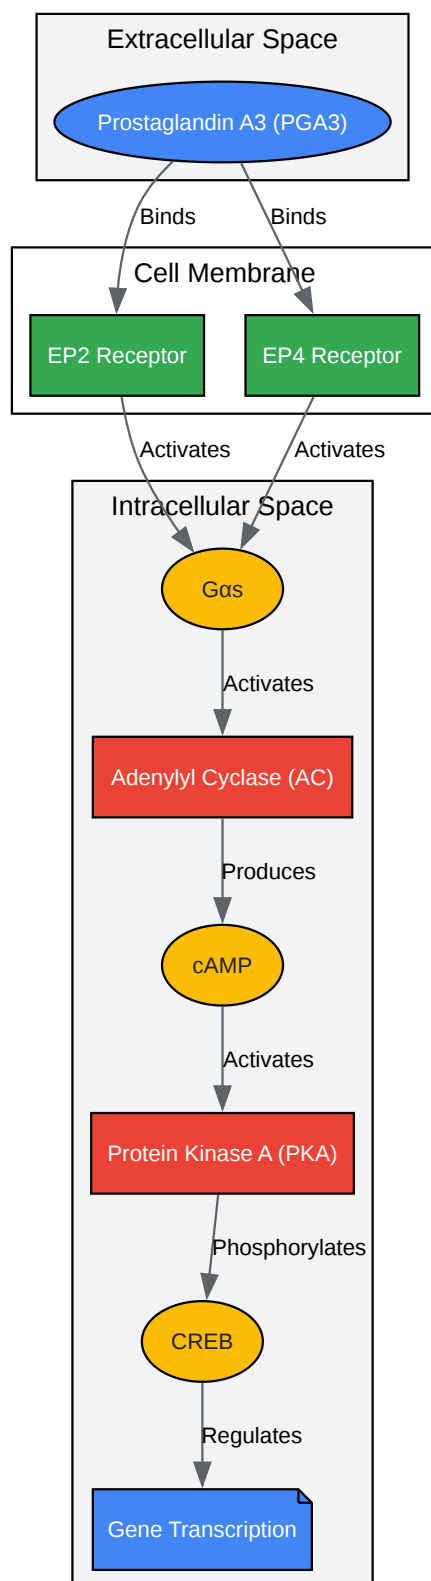 Extracellular Space
Prostaglandin A3 (PGA3)
Binds
Binds
Cell Membrane
EP2 Receptor
EP4 Receptor
Activates
Activates
Intracellular Space
Gαs
Activates
Adenylyl Cyclase (AC)
Produces
cAMP
Activates
Protein Kinase A (PKA)
Phosphorylates
CREB
Regulates
Gene Transcription